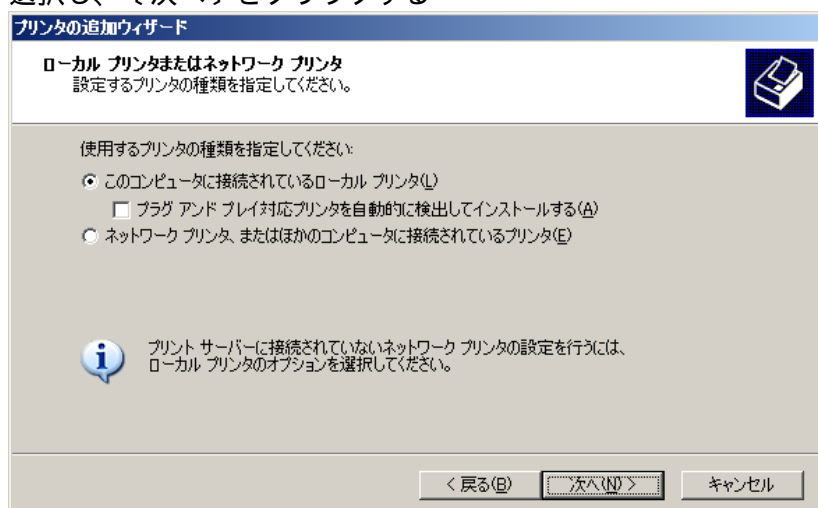 選択し、<次へ>をクリックする
プリンタの追加ウィザード
ローカル プリンタまたはネットワーク プリンタ
設定するプリンタの種類を指定してください。
使用するプリンタの種類を指定してください:
このコンピュータに接続されているローカル プリンタ(L)
プラグ アンド プレイ対応プリンタを自動的に検出してインストールする(A)
ネットワーク プリンタ、またはほかのコンピュータに接続されているプリンタ(E)
プリント サーバーに接続されていないネットワーク プリンタの設定を行うには、
ローカル プリンタのオプションを選択してください。
< 戻る(B) 次へ(N) > キャンセル